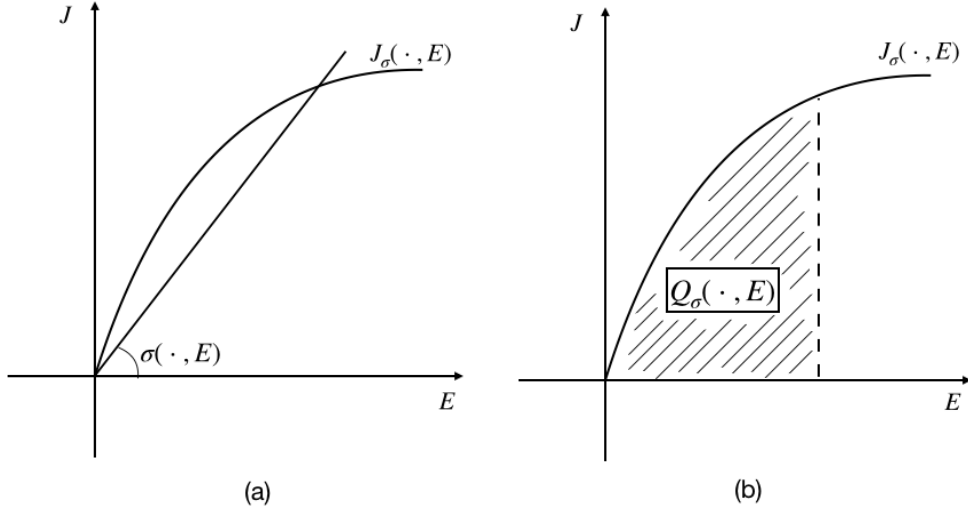 J
J_σ( · , E)
σ( · , E)
E
(a)
J
J_σ( · , E)
Q_σ( · , E)
E
(b)